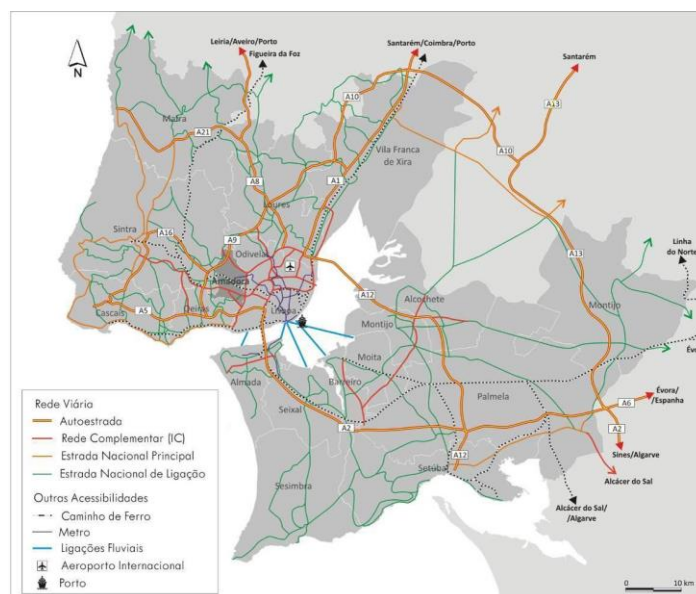 Leiria/Aveiro/Porto
Figueira da Foz
Santarém/Coimbra/Porto
Santarém
N
A10
A13
Mafra
A21
A10
Vila Franca
de Xira
A8
A1
Loures
Sintra
A16
A9
Odivelas
Amadora
A13
Linha
do Norte
Montijo
A12
Alcochete
Cascais
A5
Oeiras
Lisboa
Montijo
Moita
Almada
Barreiro
Palmela
Seixal
Évora/
/Espanha
A6
A2
A2
Sines/Algarve
A12
Setúbal
Alcácer do Sal
Sesimbra
Alcácer do Sal/
/Algarve
Rede Viária
Autoestrada
Rede Complementar (IC)
Estrada Nacional Principal
Estrada Nacional de Ligação
Outras Acessibilidades
Caminho de Ferro
Metro
Ligações Fluviais
Aeroporto Internacional
Porto
0 10 km